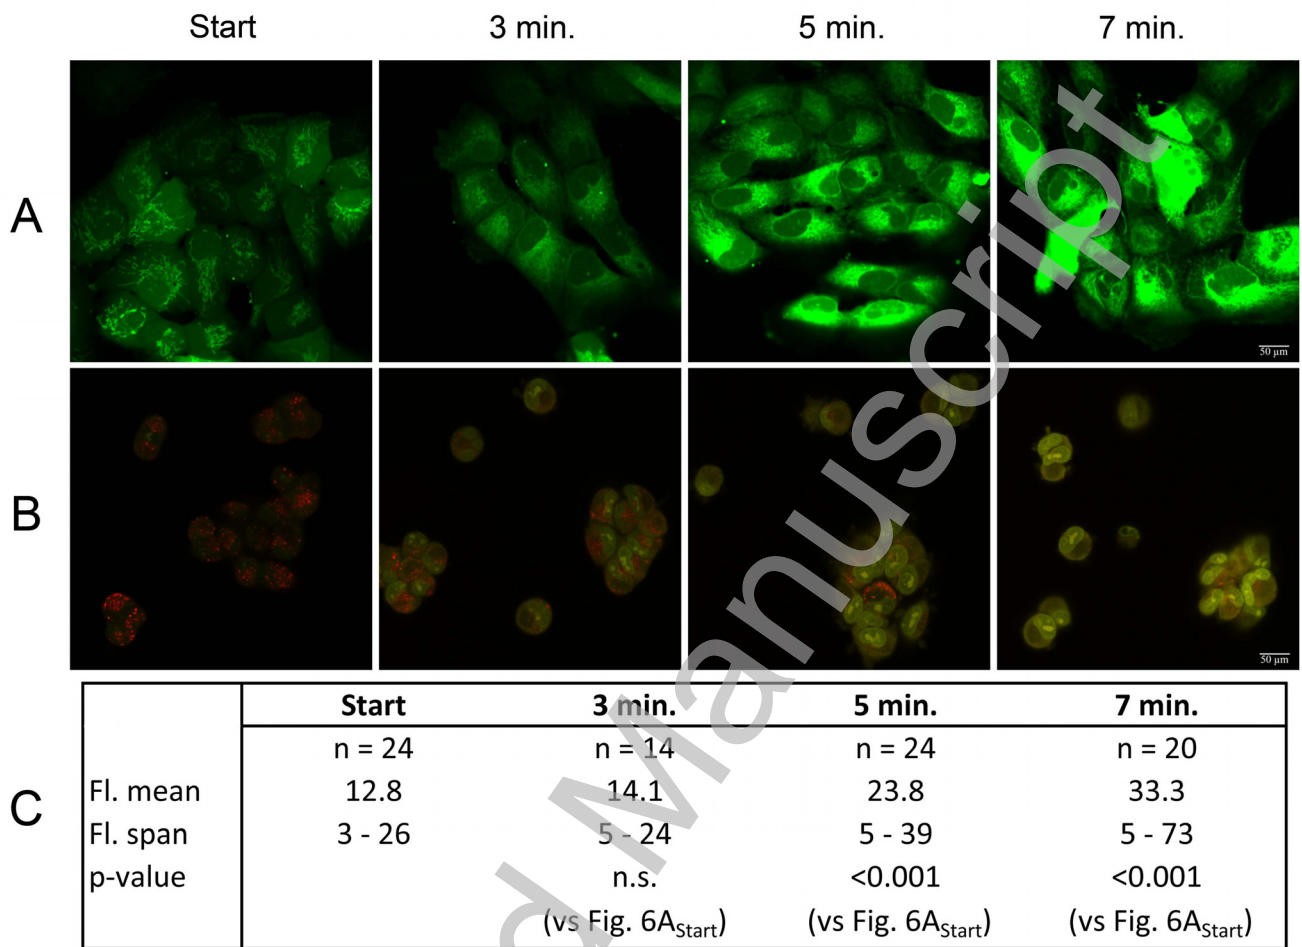 Start 3 min. 5 min. 7 min.
A
50 µm
B
50 µm
C
Start 3 min. 5 min. 7 min.
n = 24 n = 14 n = 24 n = 20
Fl. mean 12.8 14.1 23.8 33.3
Fl. span 3 - 26 5 - 24 5 - 39 5 - 73
p-value n.s. <0.001 <0.001
(vs Fig. 6AStart) (vs Fig. 6AStart) (vs Fig. 6AStart)
d Manuscript